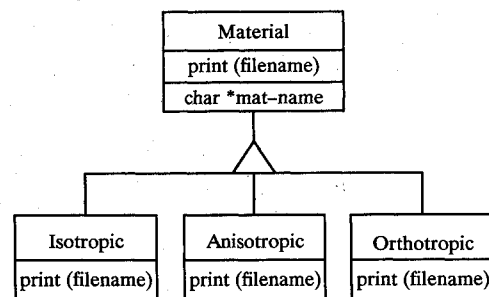 Material
print (filename)
char *mat–name
Isotropic
Anisotropic
Orthotropic
print (filename)
print (filename)
print (filename)